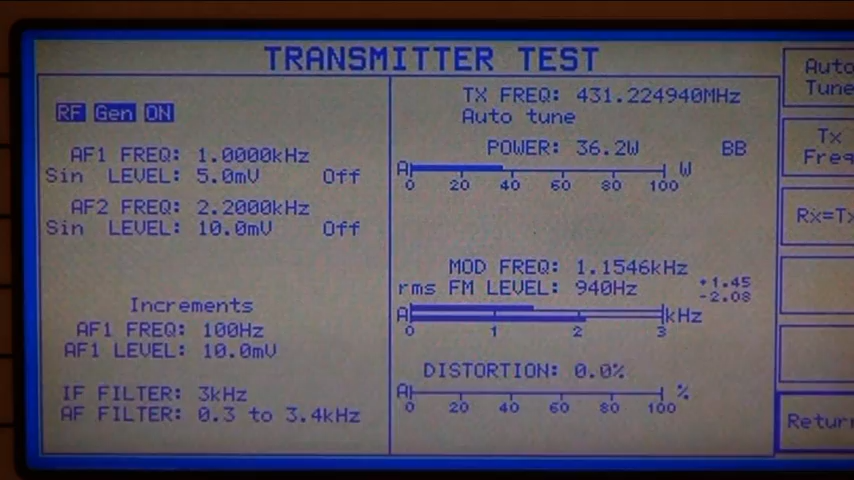 TRANSMITTER TEST
RF Gen ON
AF1 FREQ: 1.0000kHz
Sin LEVEL: 5.0mV Off
AF2 FREQ: 2.2000kHz
Sin LEVEL: 10.0mV Off
Increments
AF1 FREQ: 100Hz
AF1 LEVEL: 10.0mV
IF FILTER: 3kHz
AF FILTER: 0.3 to 3.4kHz
TX FREQ: 431.224940MHz
Auto tune
POWER: 36.2W BB
A W
0 20 40 60 80 100
MOD FREQ: 1.1546kHz
rms FM LEVEL: 940Hz +1.45
-2.08
A kHz
0 1 2 3
DISTORTION: 0.0%
A %
0 20 40 60 80 100
Auto
Tune
Tx
Freq
Rx=Tx
Return